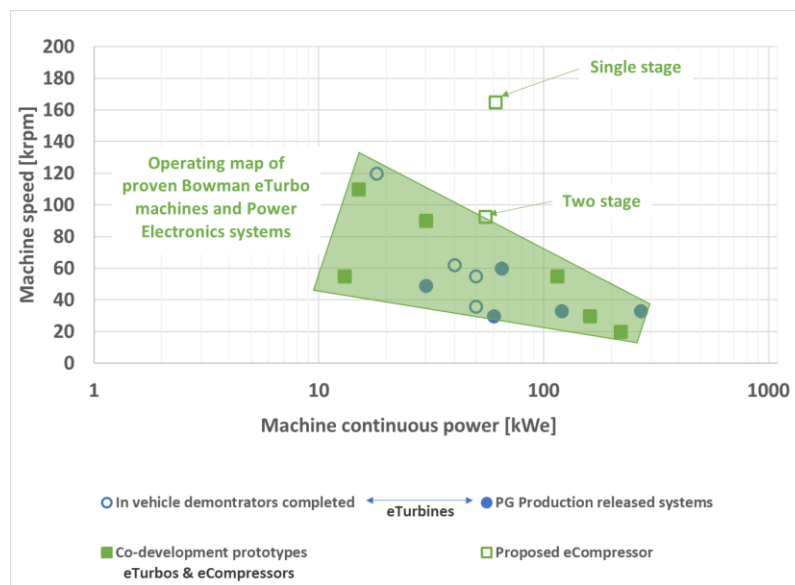 200
180
160
140
120
100
80
60
40
20
0
Machine speed [krpm]
Single stage
Operating map of
proven Bowman eTurbo
machines and Power
Electronics systems
Two stage
1
10
100
1000
Machine continuous power [kWe]
In vehicle demontrators completed
eTurbines
PG Production released systems
Co-development prototypes
eTurbos & eCompressors
Proposed eCompressor